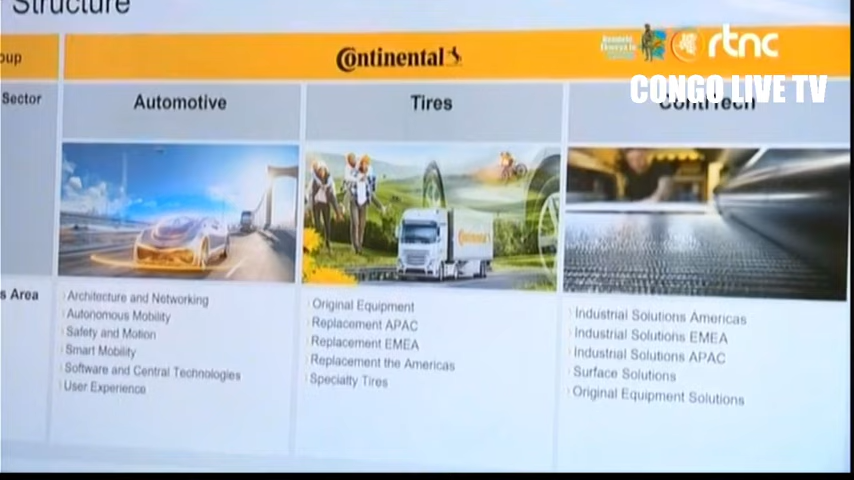 Structure
oup
Continental
rtnc
CONGO LIVE TV
Sector
Automotive
Tires
ContiTech
Continental
s Area
Architecture and Networking
Autonomous Mobility
Safety and Motion
Smart Mobility
Software and Central Technologies
User Experience
Original Equipment
Replacement APAC
Replacement EMEA
Replacement the Americas
Specialty Tires
Industrial Solutions Americas
Industrial Solutions EMEA
Industrial Solutions APAC
Surface Solutions
Original Equipment Solutions